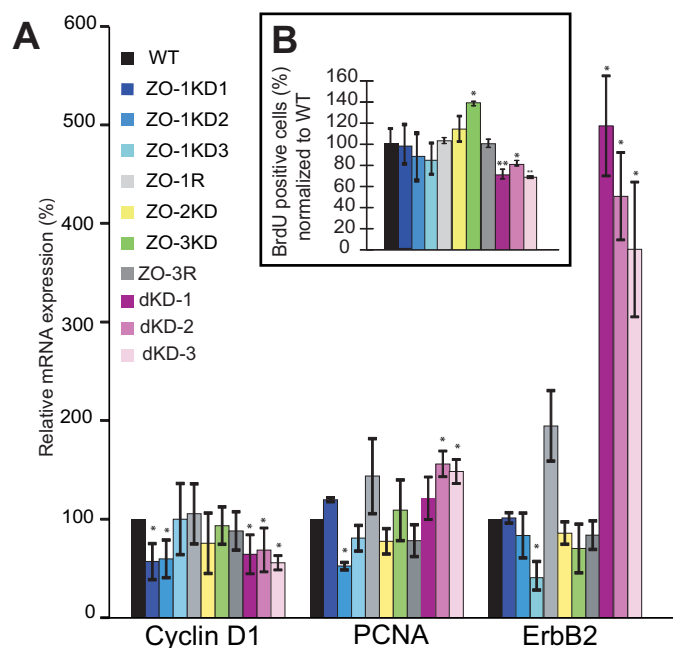 A
Relative mRNA expression (%)
600
500
400
300
200
100
0
WT
ZO-1KD1
ZO-1KD2
ZO-1KD3
ZO-1R
ZO-2KD
ZO-3KD
ZO-3R
dKD-1
dKD-2
dKD-3
B
BrdU positive cells (%)
normalized to WT
160
140
120
100
80
60
40
20
0
*
**
*
**
*
*
*
*
*
*
*
*
*
*
*
*
Cyclin D1
PCNA
ErbB2